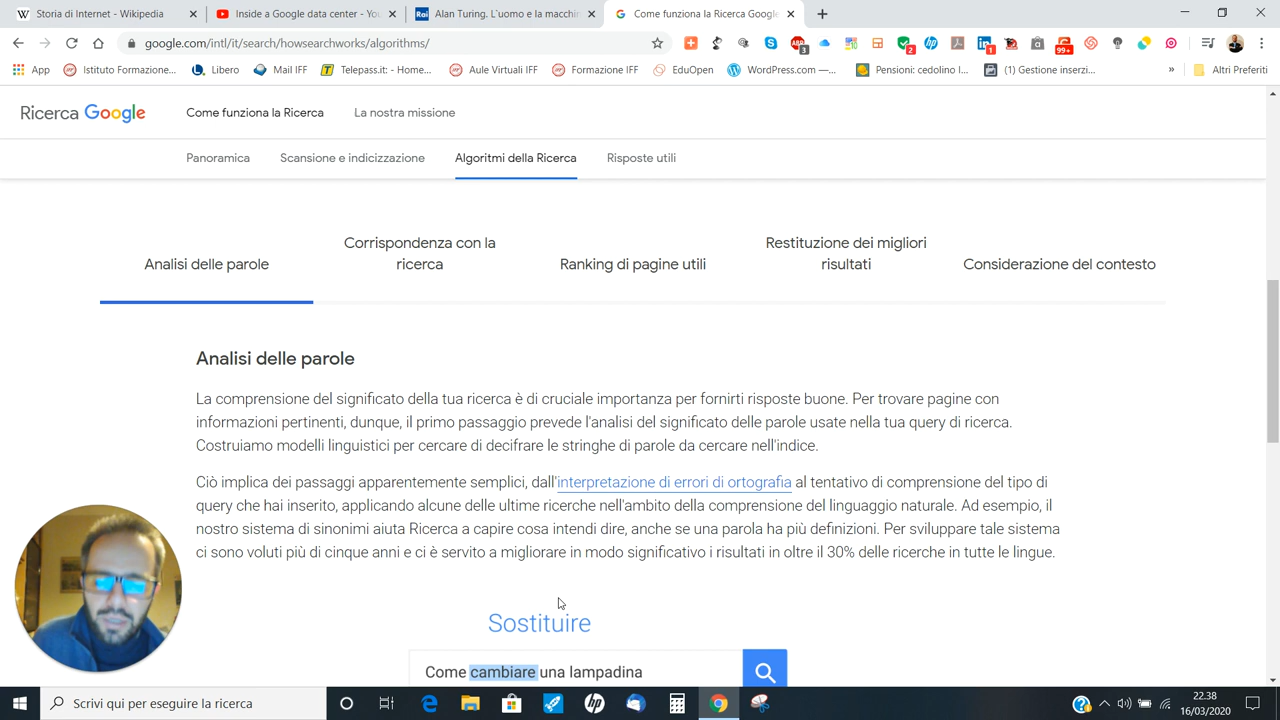 Storia di Internet - Wikipedia
Inside a Google data center - You
Alan Turing. L'uomo e la macchin
Come funziona la Ricerca Google
google.com/intl/it/search/howsearchworks/algorithms/
3
2
1
99+
App
Istituto Formazione...
Libero
Mail IFF
Telepass.it: - Home...
Aule Virtuali IFF
Formazione IFF
EduOpen
WordPress.com —...
Pensioni: cedolino I...
(1) Gestione inserzi...
»
Altri Preferiti
Ricerca Google
Come funziona la Ricerca
La nostra missione
Panoramica
Scansione e indicizzazione
Algoritmi della Ricerca
Risposte utili
Analisi delle parole
Corrispondenza con la
ricerca
Ranking di pagine utili
Restituzione dei migliori
risultati
Considerazione del contesto
Analisi delle parole
La comprensione del significato della tua ricerca è di cruciale importanza per fornirti risposte buone. Per trovare pagine con
informazioni pertinenti, dunque, il primo passaggio prevede l'analisi del significato delle parole usate nella tua query di ricerca.
Costruiamo modelli linguistici per cercare di decifrare le stringhe di parole da cercare nell'indice.
Ciò implica dei passaggi apparentemente semplici, dall'interpretazione di errori di ortografia al tentativo di comprensione del tipo di
query che hai inserito, applicando alcune delle ultime ricerche nell'ambito della comprensione del linguaggio naturale. Ad esempio, il
nostro sistema di sinonimi aiuta Ricerca a capire cosa intendi dire, anche se una parola ha più definizioni. Per sviluppare tale sistema
ci sono voluti più di cinque anni e ci è servito a migliorare in modo significativo i risultati in oltre il 30% delle ricerche in tutte le lingue.
Sostituire
Come cambiare una lampadina
Scrivi qui per eseguire la ricerca
22.38
16/03/2020